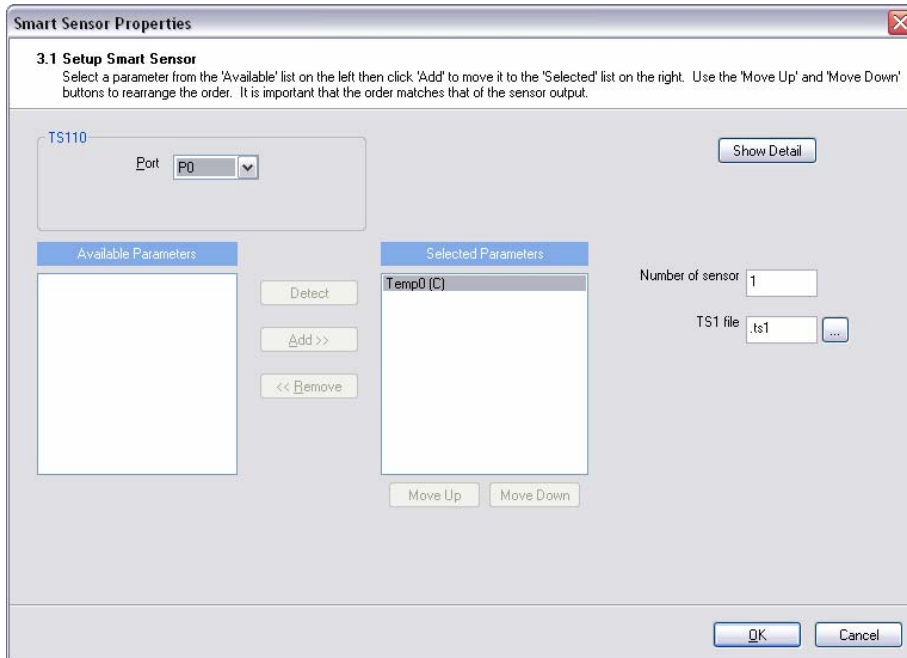 Smart Sensor Properties
3.1 Setup Smart Sensor
Select a parameter from the 'Available' list on the left then click 'Add' to move it to the 'Selected' list on the right. Use the 'Move Up' and 'Move Down'
buttons to rearrange the order. It is important that the order matches that of the sensor output.
TS110
Port P0
Show Detail
Available Parameters
Selected Parameters
Temp0 (C)
Detect
Add >>
<< Remove
Number of sensor 1
TS1 file .ts1 ...
Move Up Move Down
OK Cancel